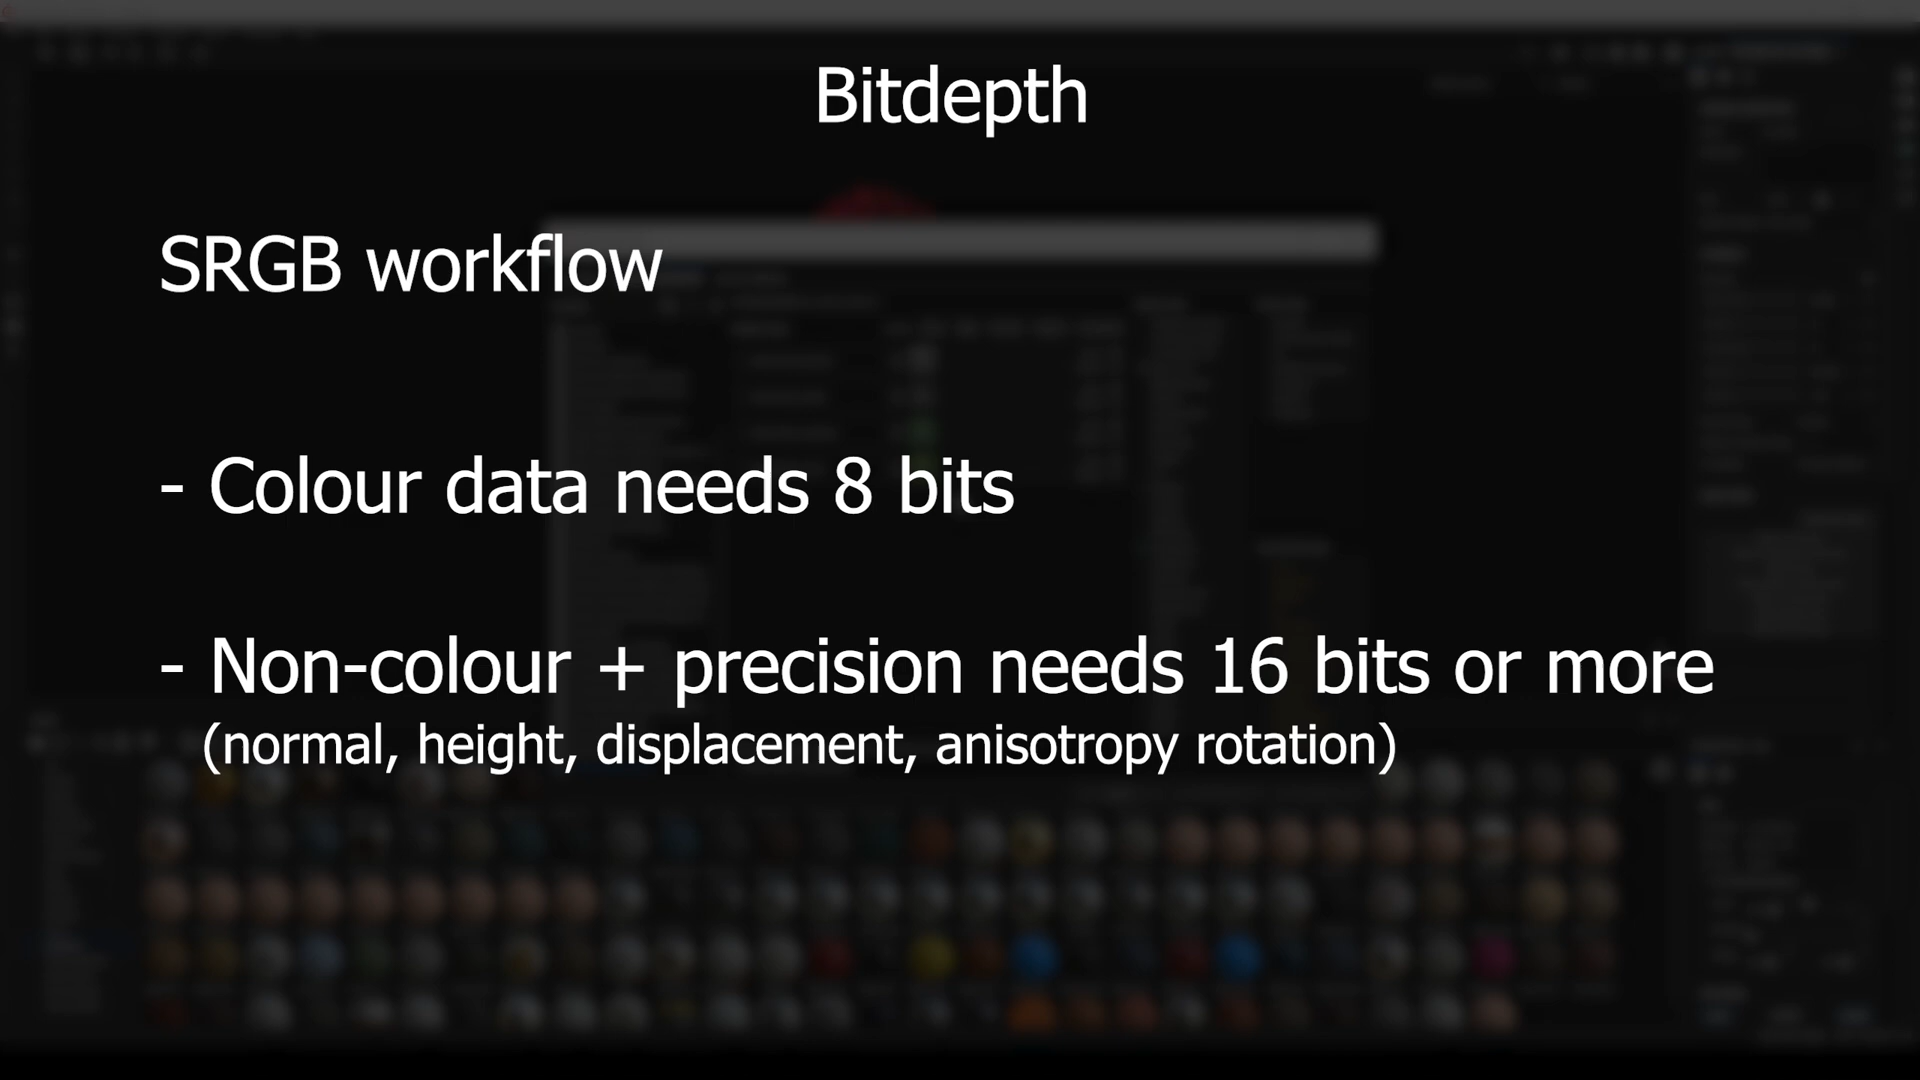 Bitdepth
SRGB workflow
- Colour data needs 8 bits
- Non-colour + precision needs 16 bits or more
(normal, height, displacement, anisotropy rotation)